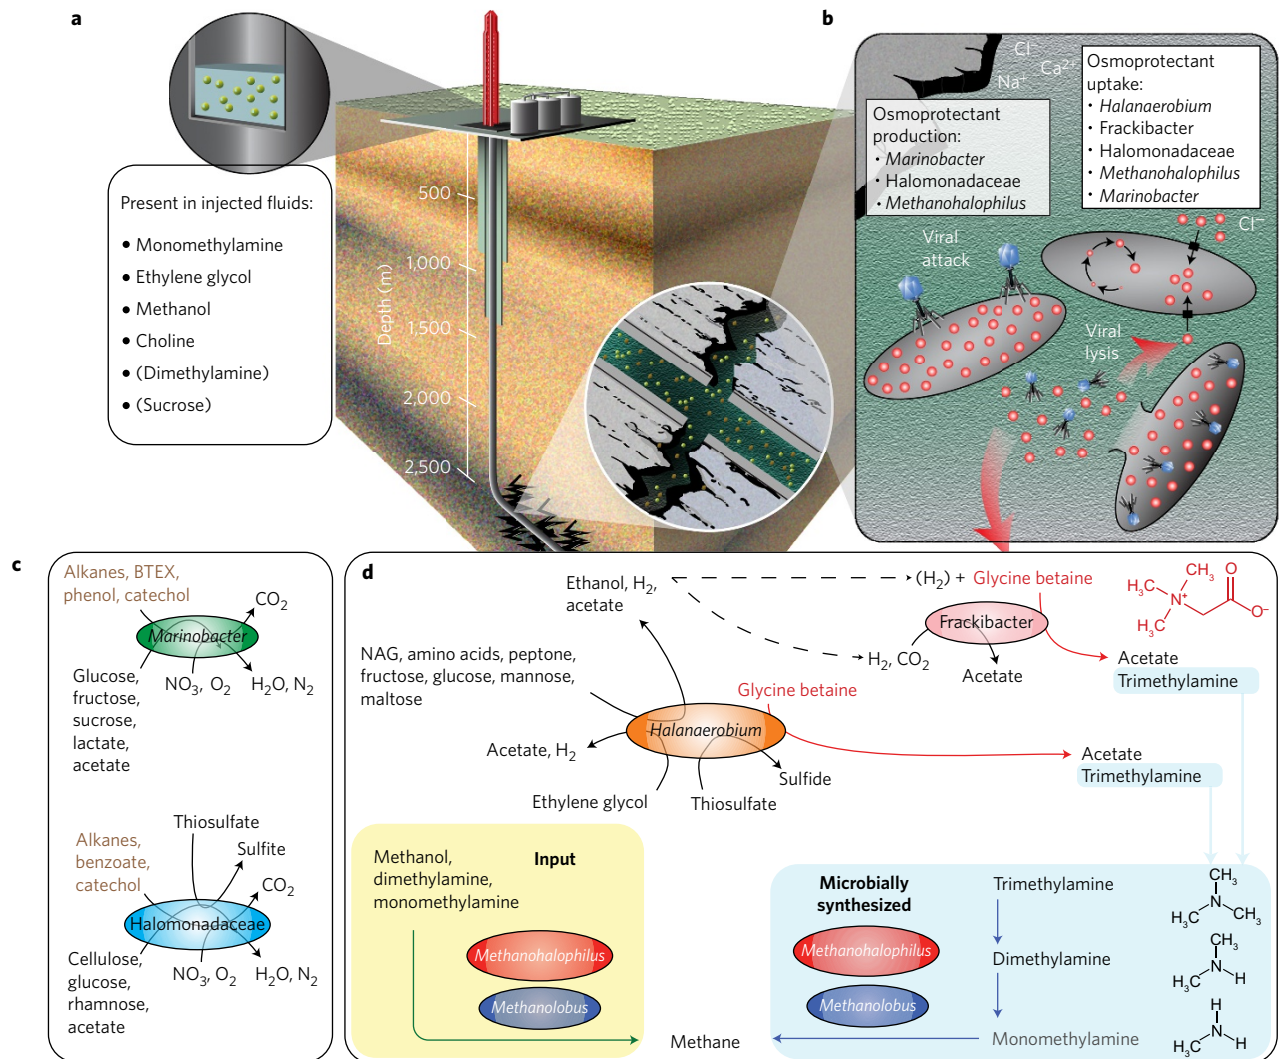 a
Present in injected fluids:
• Monomethylamine
• Ethylene glycol
• Methanol
• Choline
• (Dimethylamine)
• (Sucrose)
Depth (m)
500
1,000
1,500
2,000
2,500
b
Cl⁻
Ca²⁺
Na⁺
Osmoprotectant
production:
• Marinobacter
• Halomonadaceae
• Methanohalophilus
Osmoprotectant
uptake:
• Halanaerobium
• Frackibacter
• Halomonadaceae
• Methanohalophilus
• Marinobacter
Cl⁻
Viral
attack
Viral
lysis
c
Alkanes, BTEX,
phenol, catechol
CO₂
Marinobacter
Glucose,
fructose,
sucrose,
lactate,
acetate
NO₃, O₂
H₂O, N₂
Thiosulfate
Sulfite
Alkanes,
benzoate,
catechol
CO₂
Halomonadaceae
Cellulose,
glucose,
rhamnose,
acetate
NO₃, O₂
H₂O, N₂
d
Ethanol, H₂,
acetate
(H₂) + Glycine betaine
Frackibacter
H₂, CO₂
Acetate
Acetate
Trimethylamine
CH₃
H₃C
N⁺
H₃C
O
O⁻
NAG, amino acids, peptone,
fructose, glucose, mannose,
maltose
Glycine betaine
Halanaerobium
Acetate, H₂
Sulfide
Ethylene glycol
Thiosulfate
Acetate
Trimethylamine
Methanol,
dimethylamine,
monomethylamine
Input
Methanohalophilus
Methanolobus
Methane
Microbially
synthesized
Methanohalophilus
Methanolobus
Trimethylamine
Dimethylamine
Monomethylamine
CH₃
N
H₃C
CH₃
CH₃
N
H₃C
H
H
N
H₃C
H